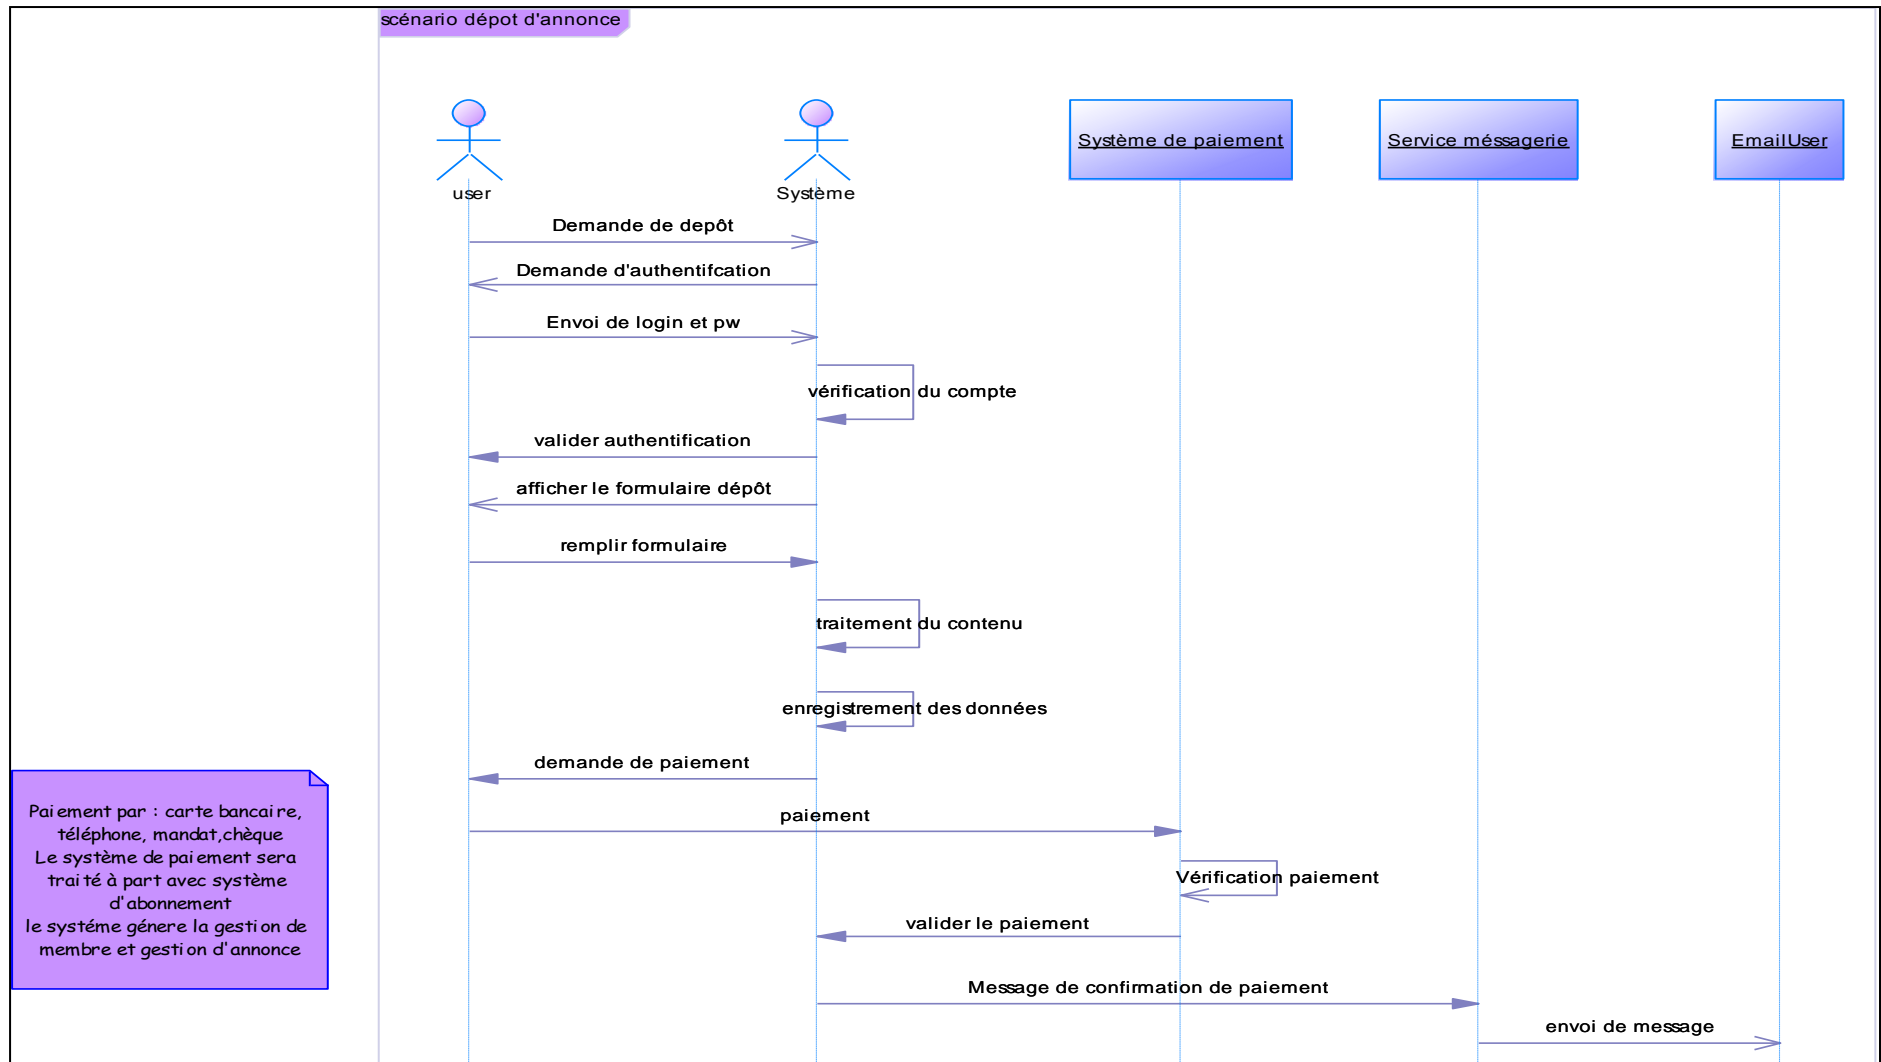 scénario dépot d'annonce
Système de paiement
Service méssagerie
EmailUser
user
Système
Demande de depôt
Demande d'authentifcation
Envoi de login et pw
vérification du compte
valider authentification
afficher le formulaire dépôt
remplir formulaire
traitement du contenu
enregistrement des données
demande de paiement
Paiement par : carte bancaire,
téléphone, mandat,chèque
Le système de paiement sera
traité à part avec système
d'abonnement
le systéme génere la gestion de
membre et gestion d'annonce
paiement
Vérification paiement
valider le paiement
Message de confirmation de paiement
envoi de message